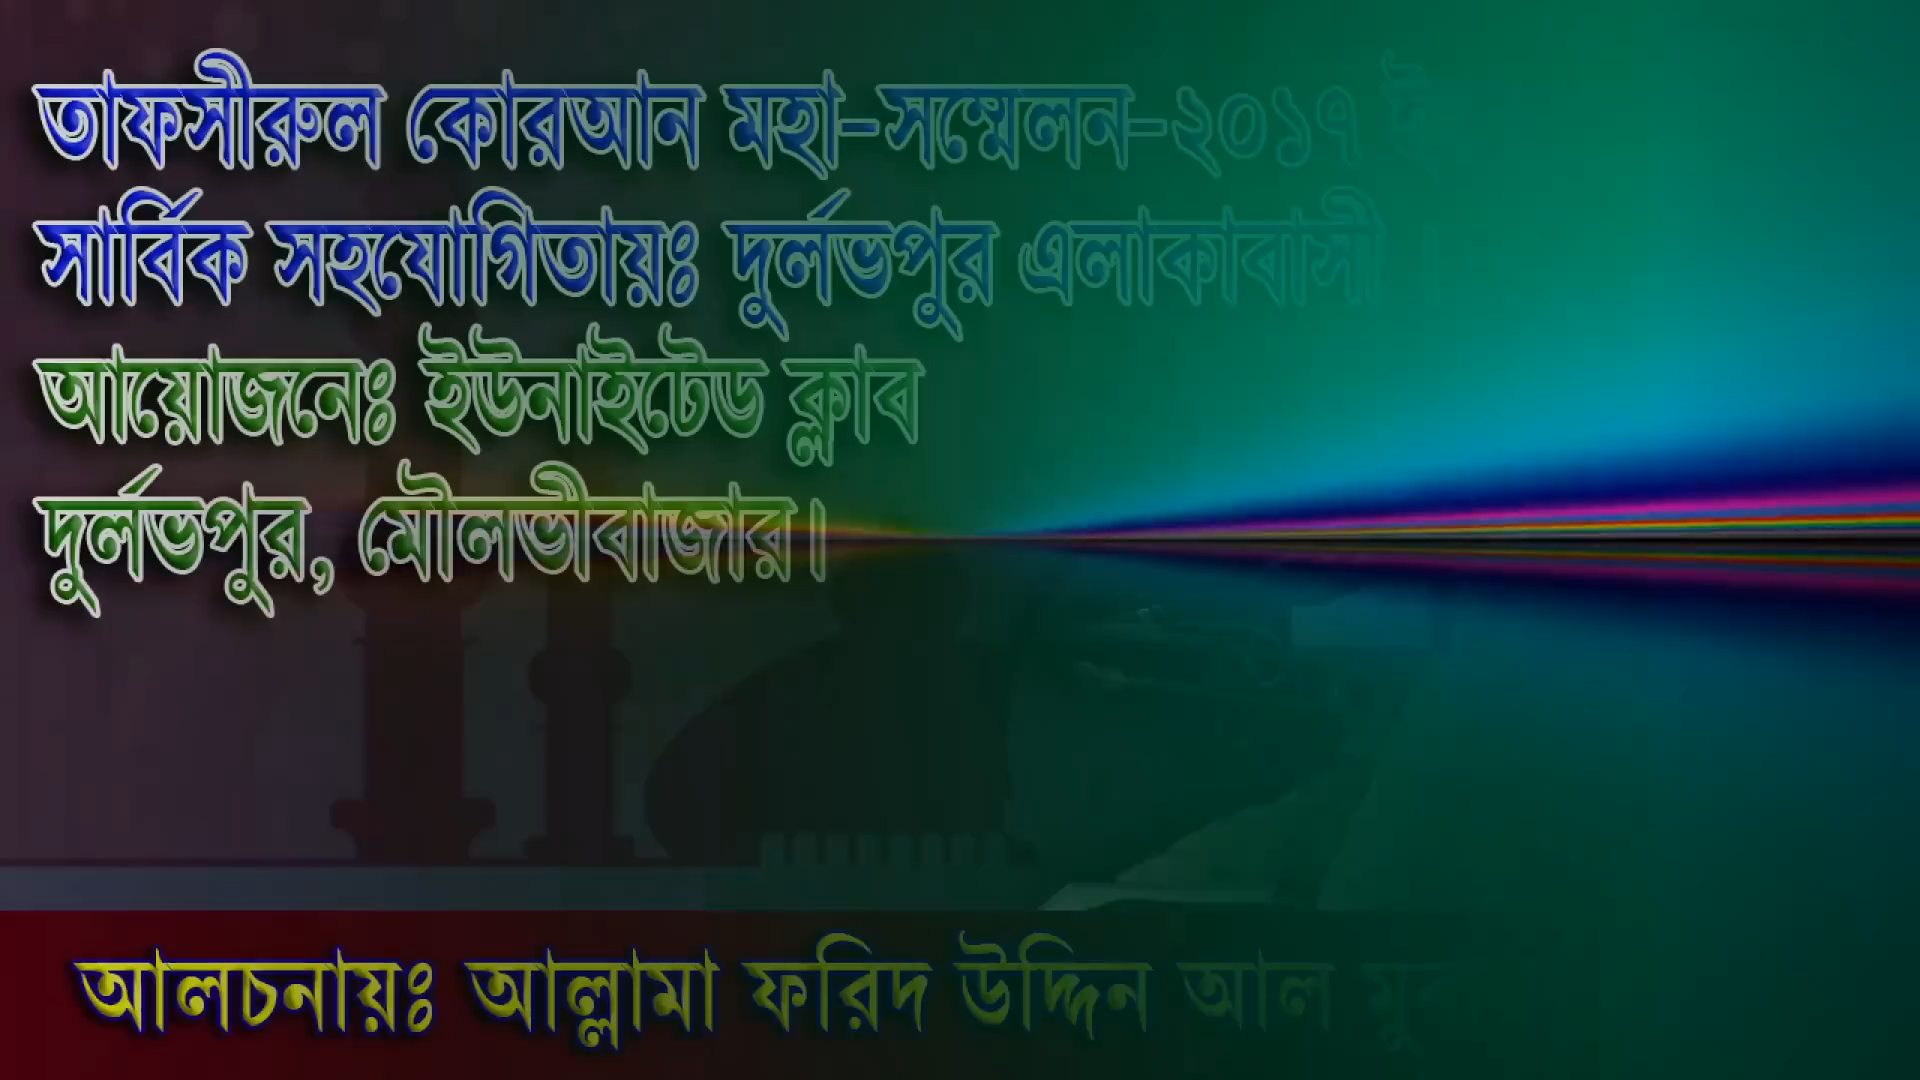 তাফসীরুল কোরআন মহা-সম্মেলন-২০১৭ ই
সার্বিক সহযোগিতায়ঃ দুর্লভপুর এলাকাবাসী ।
আয়োজনেঃ ইউনাইটেড ক্লাব
দুর্লভপুর, মৌলভীবাজার।
আলচনায়ঃ আল্লামা ফরিদ উদ্দিন আল